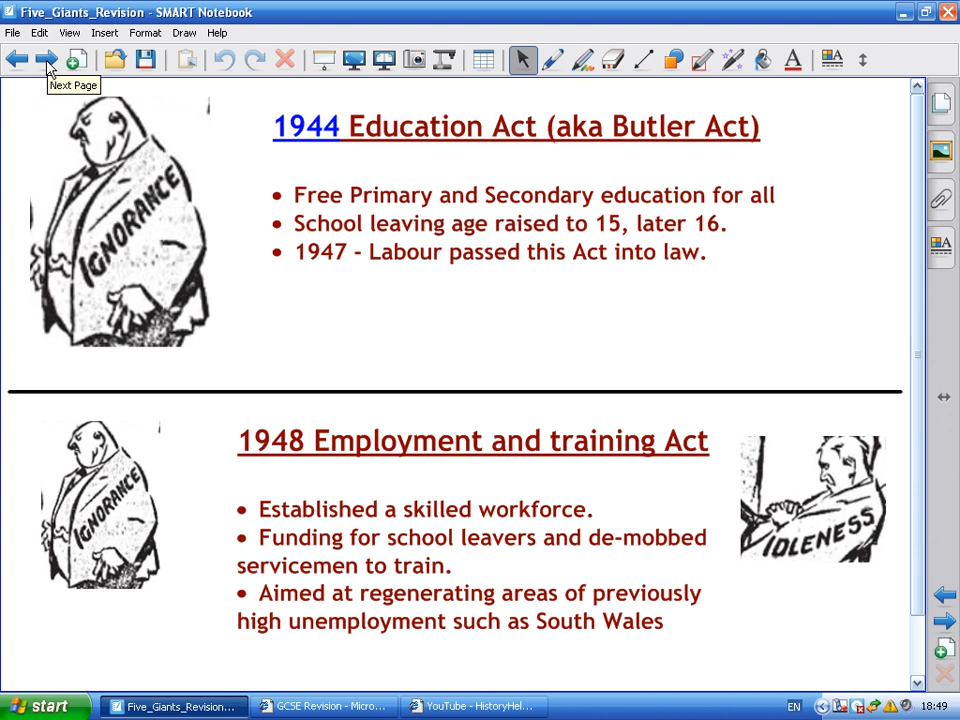 Five_Giants_Revision - SMART Notebook
File Edit View Insert Format Draw Help
Next Page
1944 Education Act (aka Butler Act)
• Free Primary and Secondary education for all
• School leaving age raised to 15, later 16.
• 1947 - Labour passed this Act into law.
IGNORANCE
1948 Employment and training Act
• Established a skilled workforce.
• Funding for school leavers and de-mobbed
servicemen to train.
• Aimed at regenerating areas of previously
high unemployment such as South Wales
IGNORANCE
IDLENESS
start
Five_Giants_Revision...
GCSE Revision - Micro...
YouTube - HistoryHel...
EN
18:49